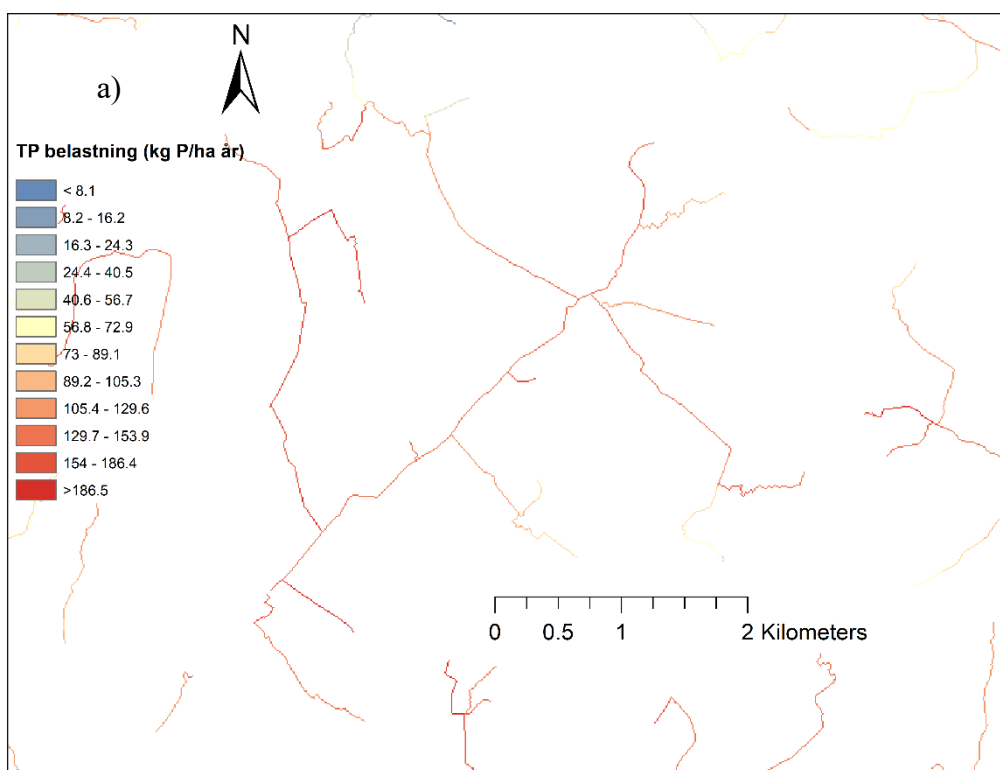 N
a)
TP belastning (kg P/ha år)
< 8.1
8.2 - 16.2
16.3 - 24.3
24.4 - 40.5
40.6 - 56.7
56.8 - 72.9
73 - 89.1
89.2 - 105.3
105.4 - 129.6
129.7 - 153.9
154 - 186.4
>186.5
0 0.5 1 2 Kilometers